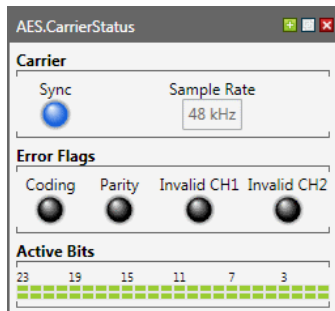 AES.CarrierStatus
Carrier
Sync Sample Rate
48 kHz
Error Flags
Coding Parity Invalid CH1 Invalid CH2
Active Bits
23 19 15 11 7 3